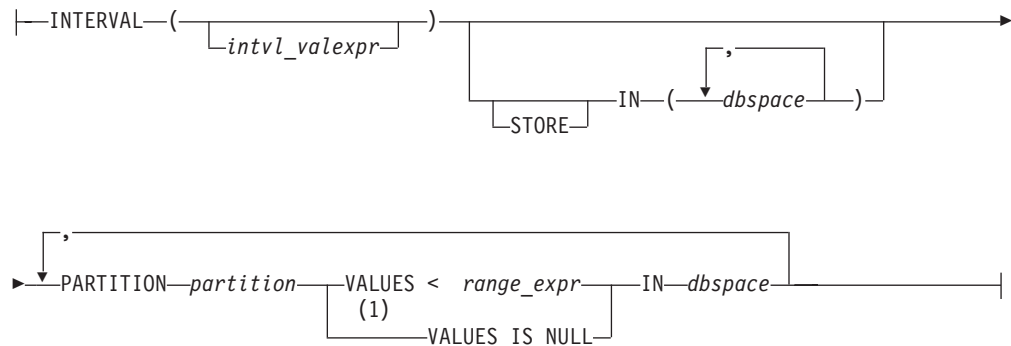 INTERVAL ( intvl_valexpr )
STORE IN ( dbspace , )
,
PARTITION partition VALUES < range_expr IN dbspace
(1)
VALUES IS NULL